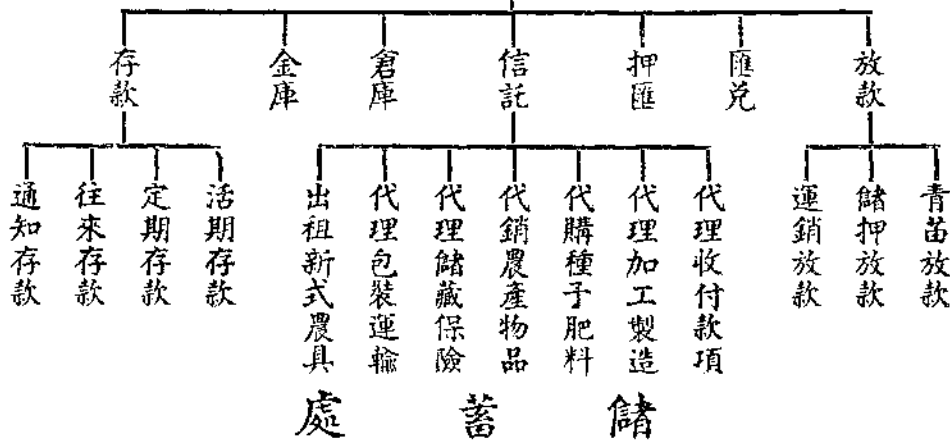 放款
匯兌
押匯
信託
倉庫
金庫
存款
青苗放款
儲押放款
運銷放款
代理收付款項
代理加工製造
代購種子肥料
代銷農產物品
代理儲藏保險
代理包裝運輸
出租新式農具
活期存款
定期存款
往來存款
通知存款
儲蓄處